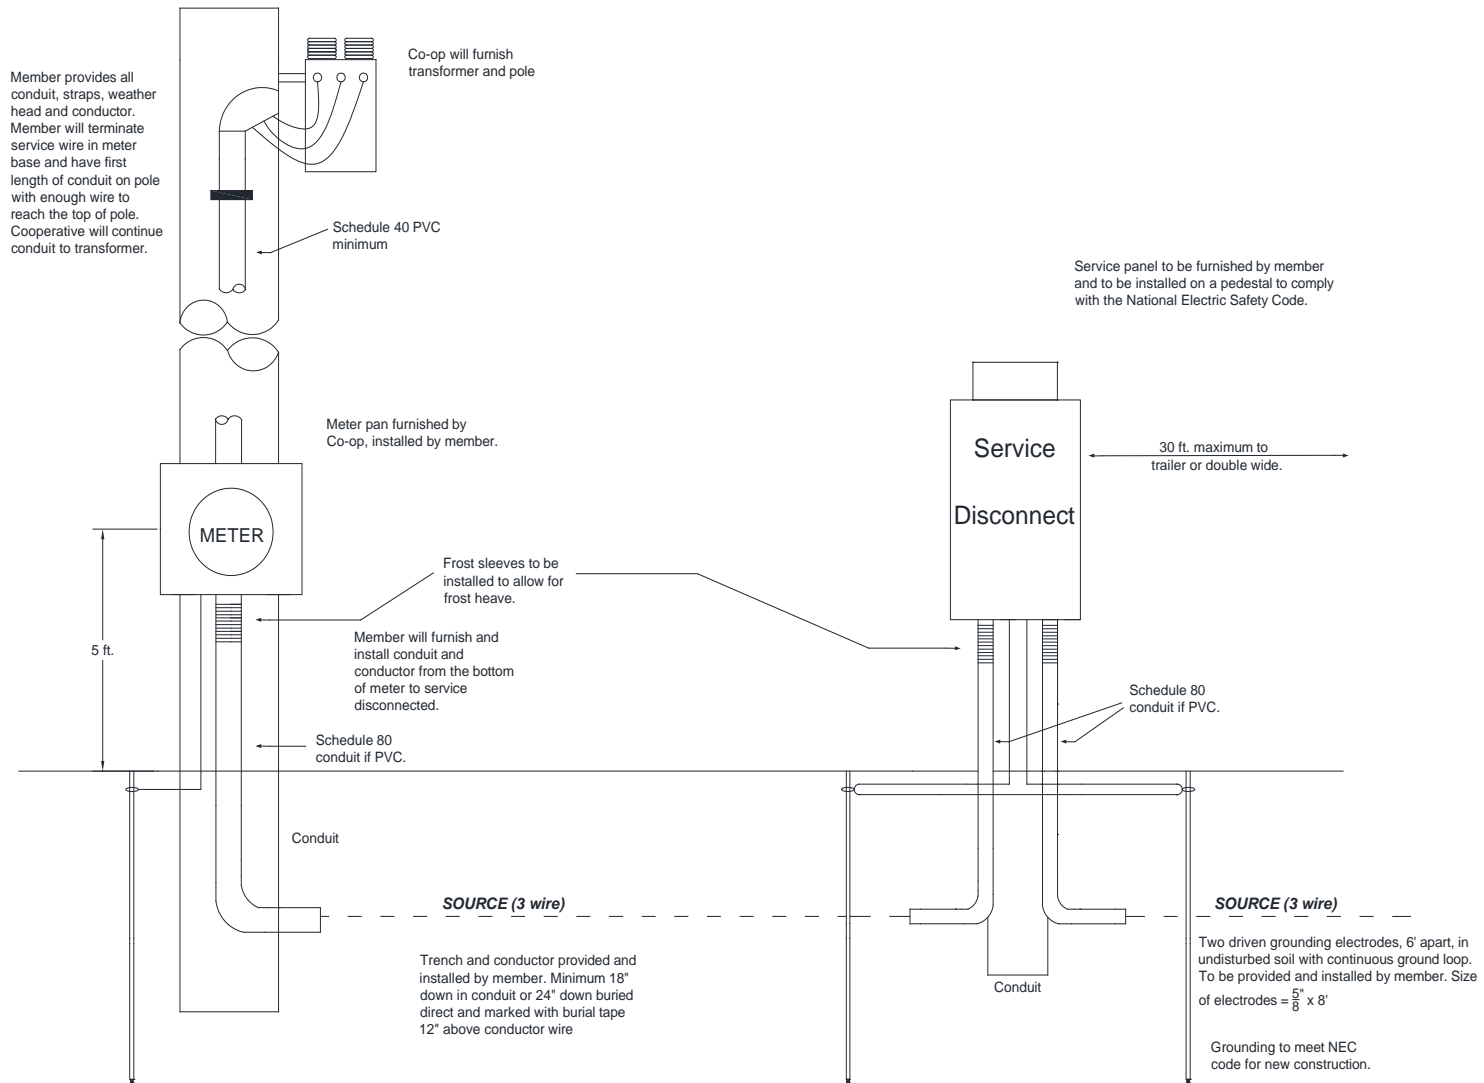 Co-op will furnish
transformer and pole
Member provides all
conduit, straps, weather
head and conductor.
Member will terminate
service wire in meter
base and have first
length of conduit on pole
with enough wire to
reach the top of pole.
Cooperative will continue
conduit to transformer.
Schedule 40 PVC
minimum
Service panel to be furnished by member
and to be installed on a pedestal to comply
with the National Electric Safety Code.
Meter pan furnished by
Co-op, installed by member.
Service
Disconnect
30 ft. maximum to
trailer or double wide.
METER
Frost sleeves to be
installed to allow for
frost heave.
5 ft.
Member will furnish and
install conduit and
conductor from the bottom
of meter to service
disconnected.
Schedule 80
conduit if PVC.
Schedule 80
conduit if PVC.
Conduit
SOURCE (3 wire)
SOURCE (3 wire)
Trench and conductor provided and
installed by member. Minimum 18"
down in conduit or 24" down buried
direct and marked with burial tape
12" above conductor wire
Conduit
Two driven grounding electrodes, 6' apart, in
undisturbed soil with continuous ground loop.
To be provided and installed by member. Size
of electrodes = 5/8" x 8'
Grounding to meet NEC
code for new construction.